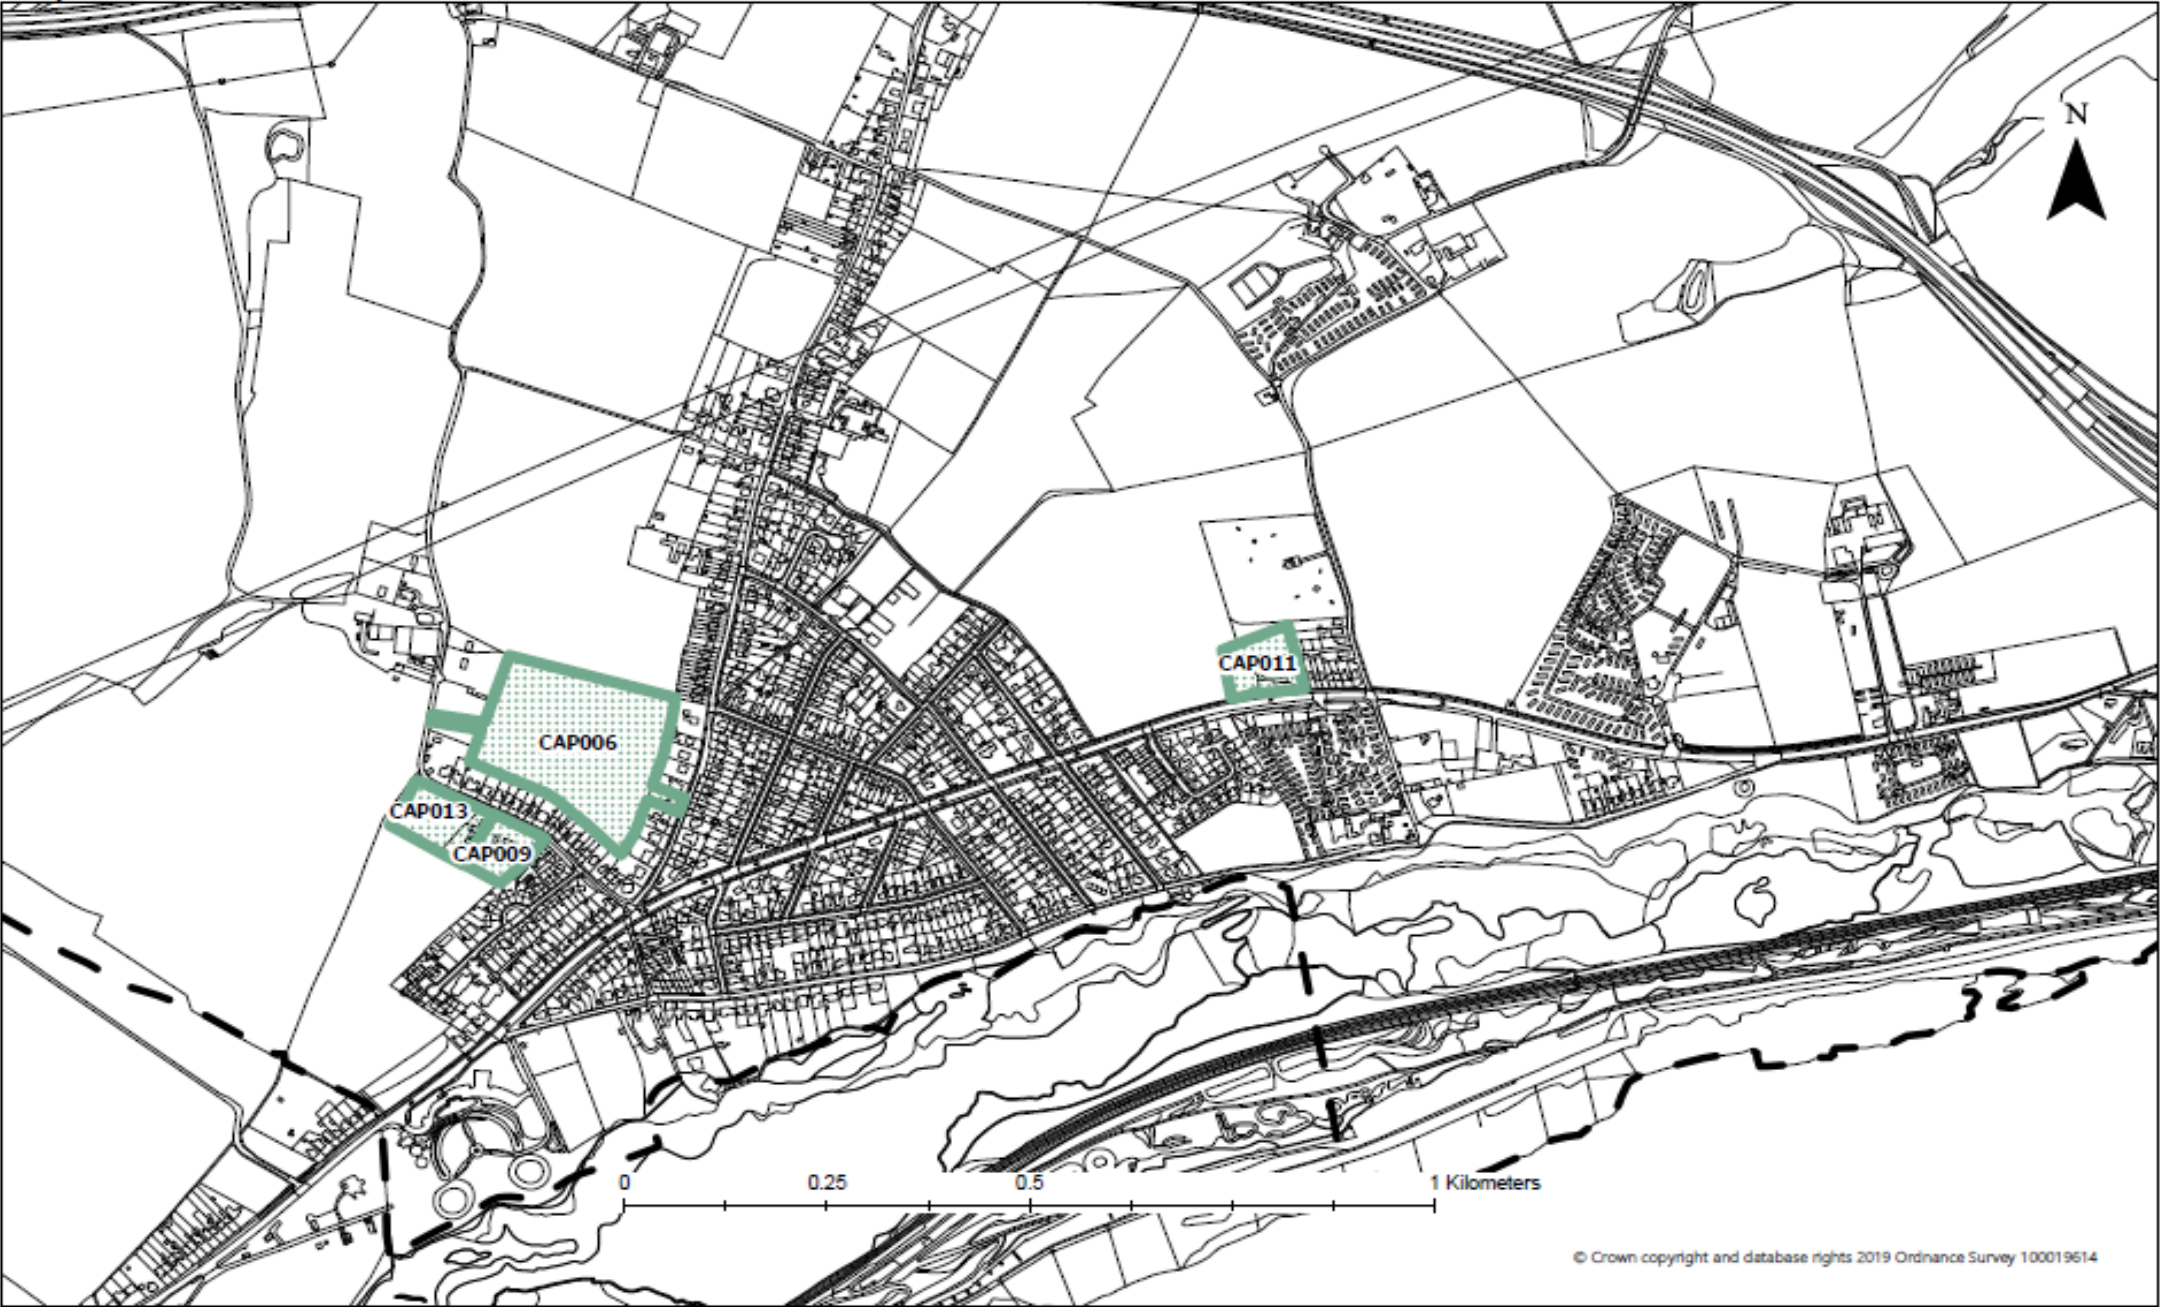 N
CAP011
CAP006
CAP013
CAP009
0 0.25 0.5 1 Kilometers
© Crown copyright and database rights 2019 Ordnance Survey 100019614